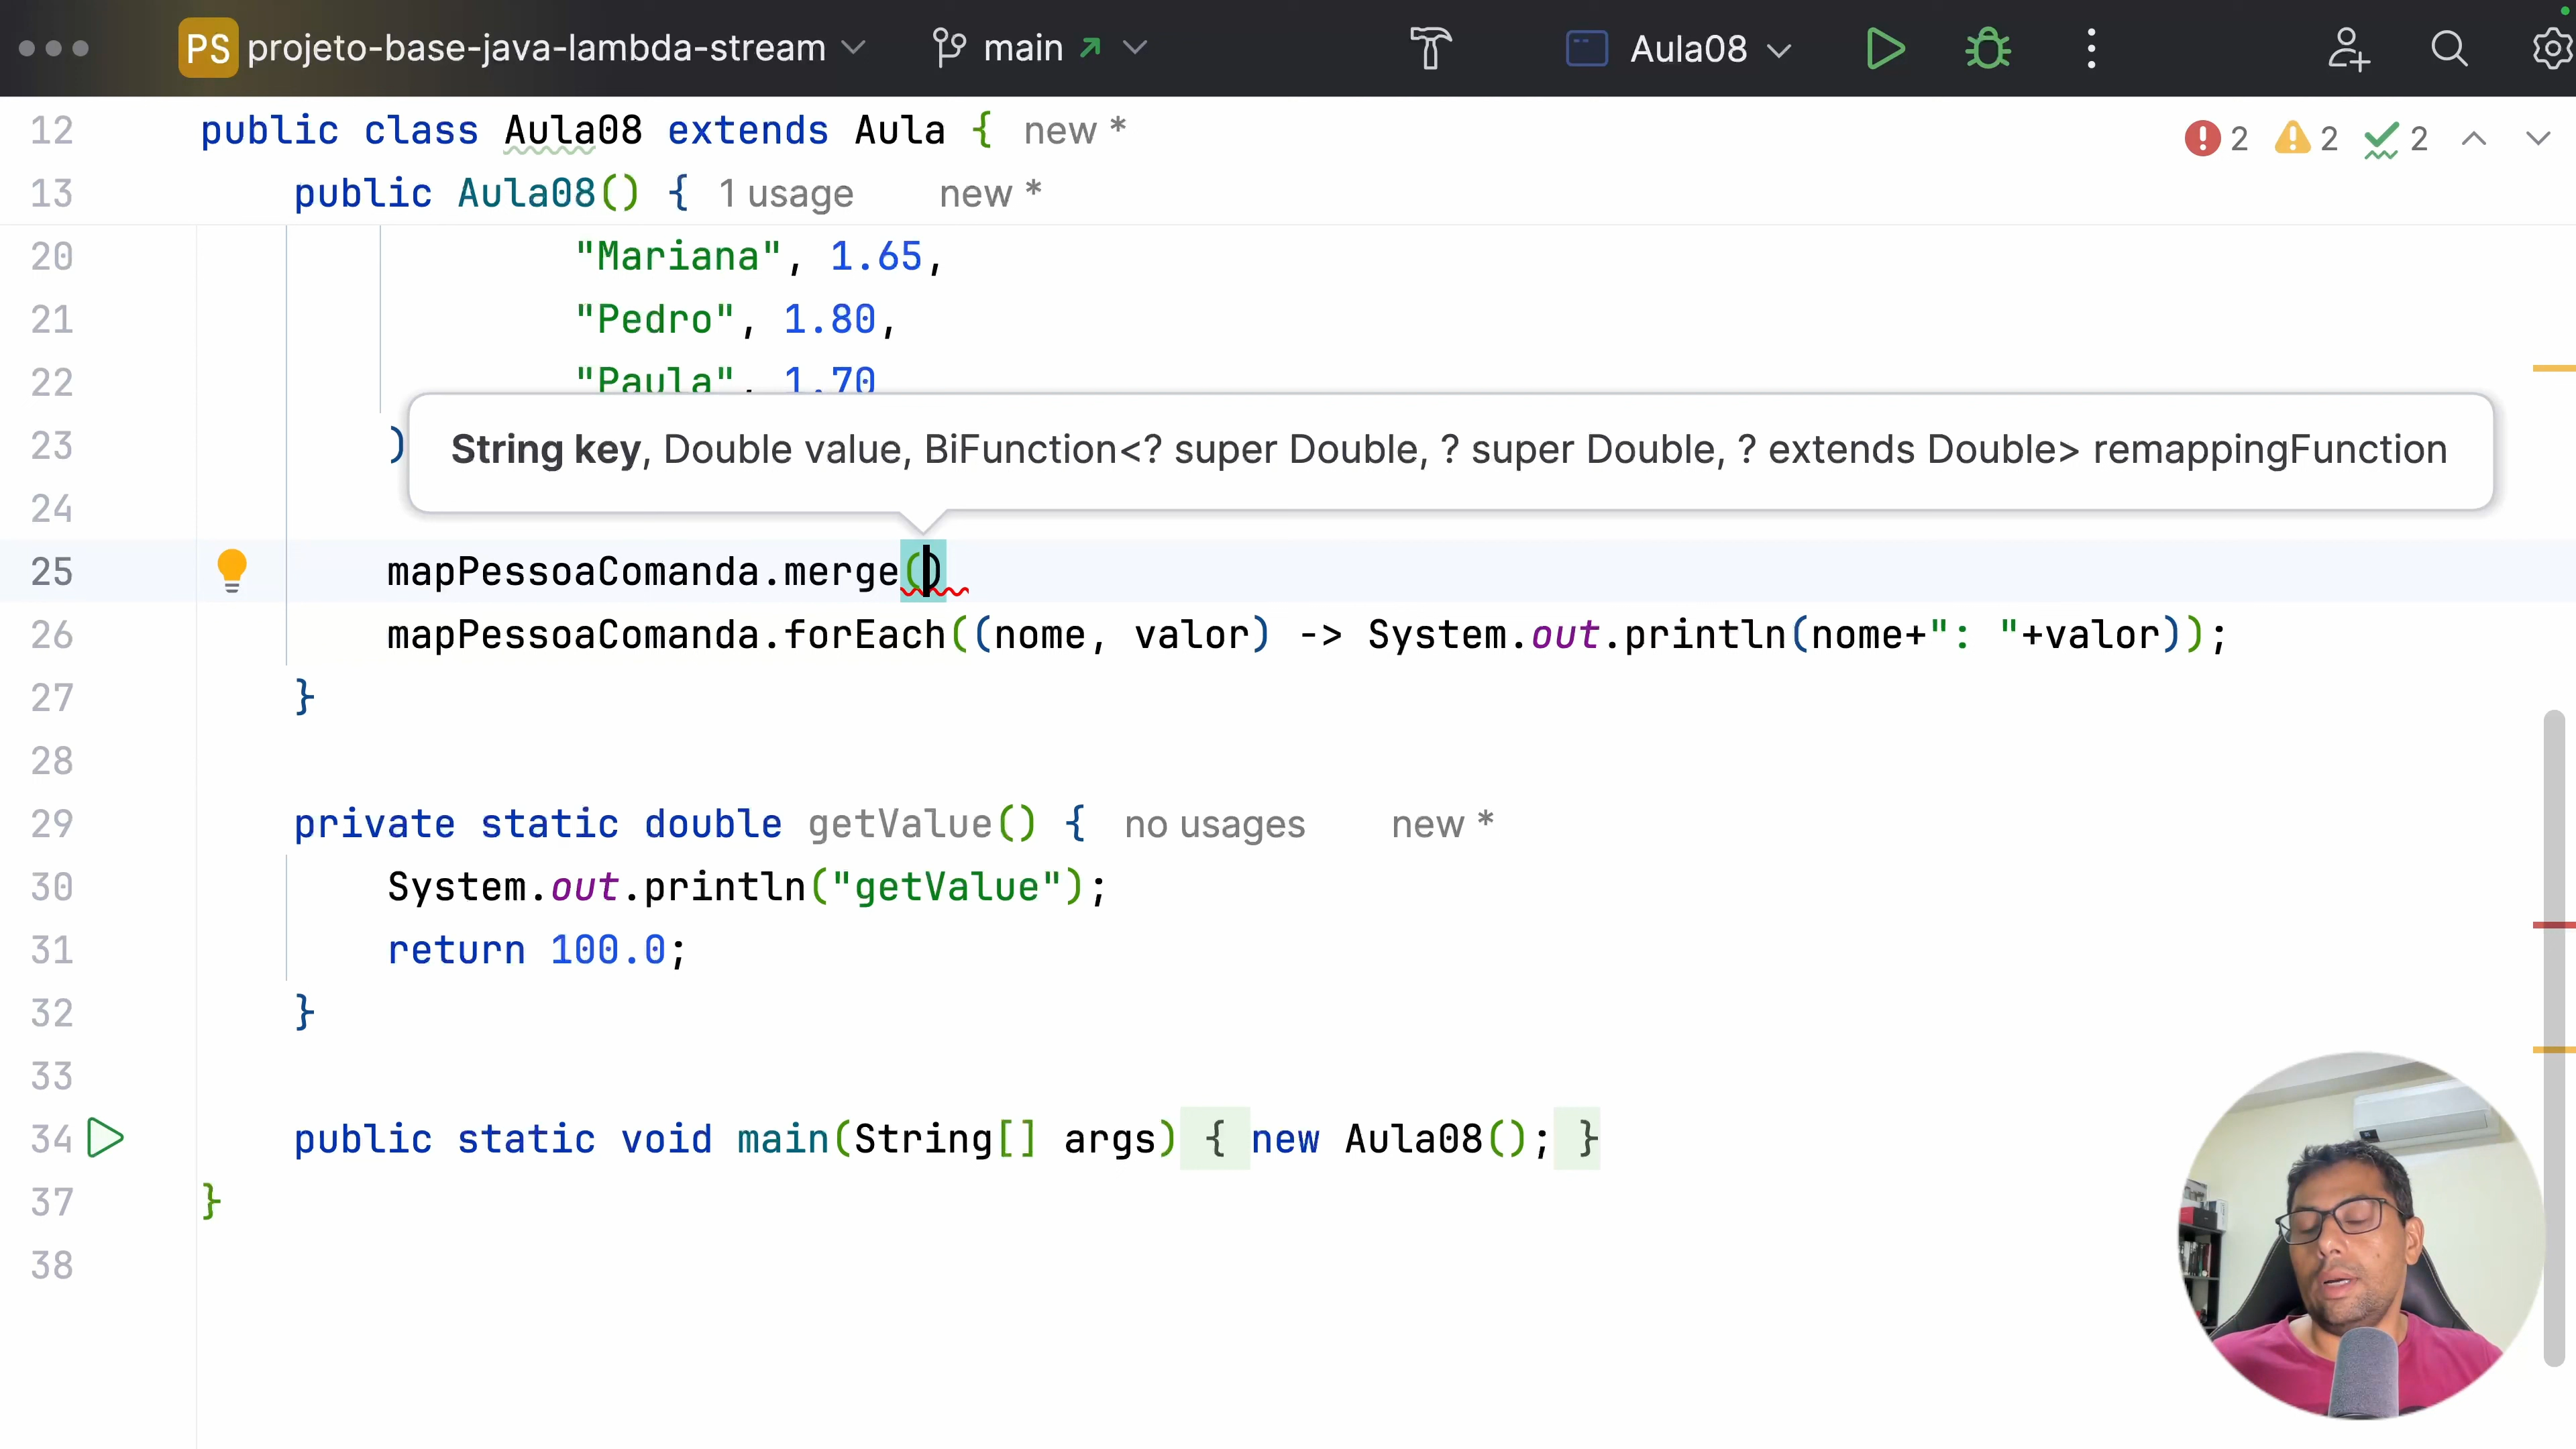 PS projeto-base-java-lambda-stream main Aula08
12 public class Aula08 extends Aula { new * 2 2 2
13 public Aula08() { 1 usage new *
20 "Mariana", 1.65,
21 "Pedro", 1.80,
22 "Paula", 1.70
23 )
String key, Double value, BiFunction<? super Double, ? super Double, ? extends Double> remappingFunction
24
25 mapPessoaComanda.merge()
26 mapPessoaComanda.forEach((nome, valor) -> System.out.println(nome+": "+valor));
27 }
28
29 private static double getValue() { no usages new *
30 System.out.println("getValue");
31 return 100.0;
32 }
33
34 public static void main(String[] args) { new Aula08(); }
37 }
38